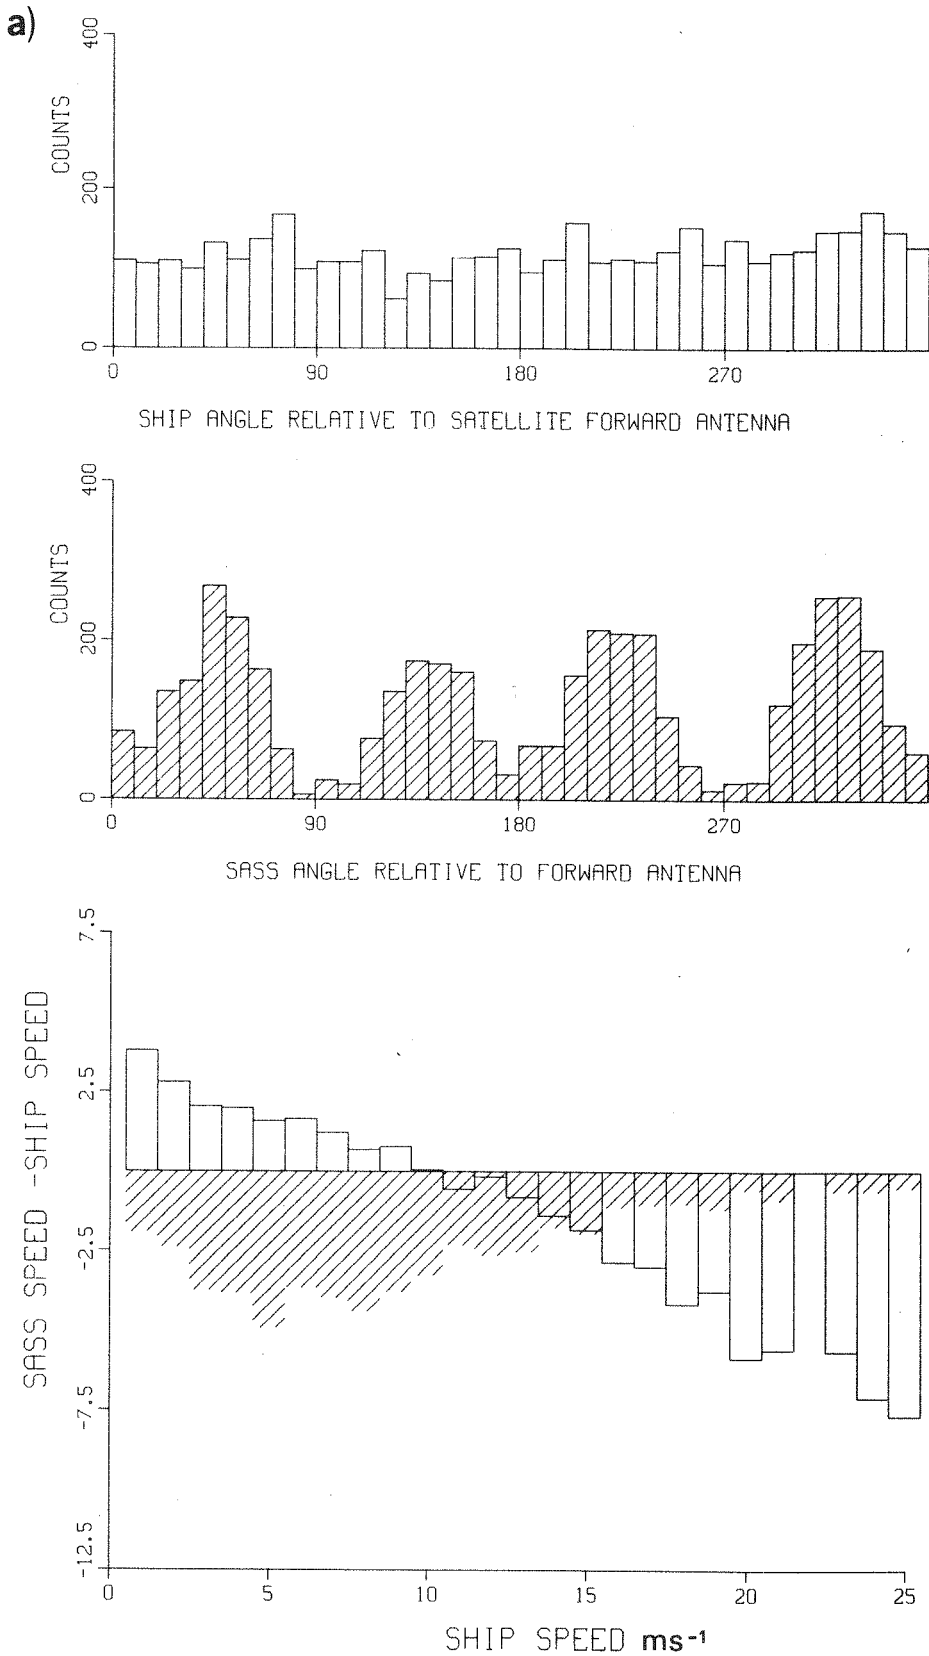 a)
400
200
0
COUNTS
0 90 180 270
SHIP ANGLE RELATIVE TO SATELLITE FORWARD ANTENNA
400
200
0
COUNTS
0 90 180 270
SASS ANGLE RELATIVE TO FORWARD ANTENNA
7.5
2.5
-2.5
-7.5
-12.5
SASS SPEED -SHIP SPEED
0 5 10 15 20 25
SHIP SPEED ms-1